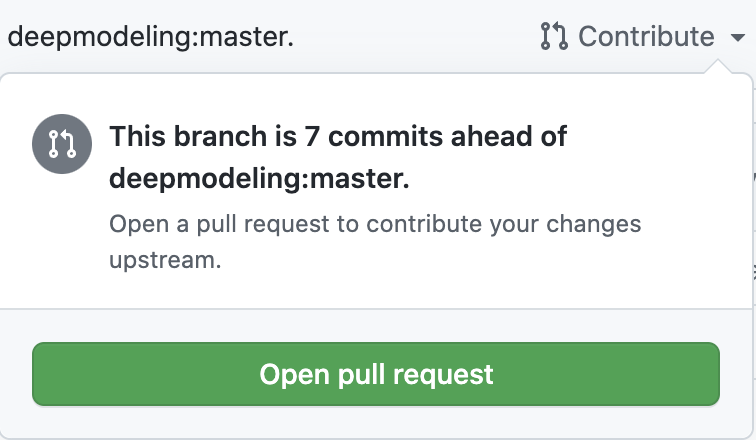 deepmodeling:master.
Contribute
This branch is 7 commits ahead of
deepmodeling:master.
Open a pull request to contribute your changes
upstream.
Open pull request